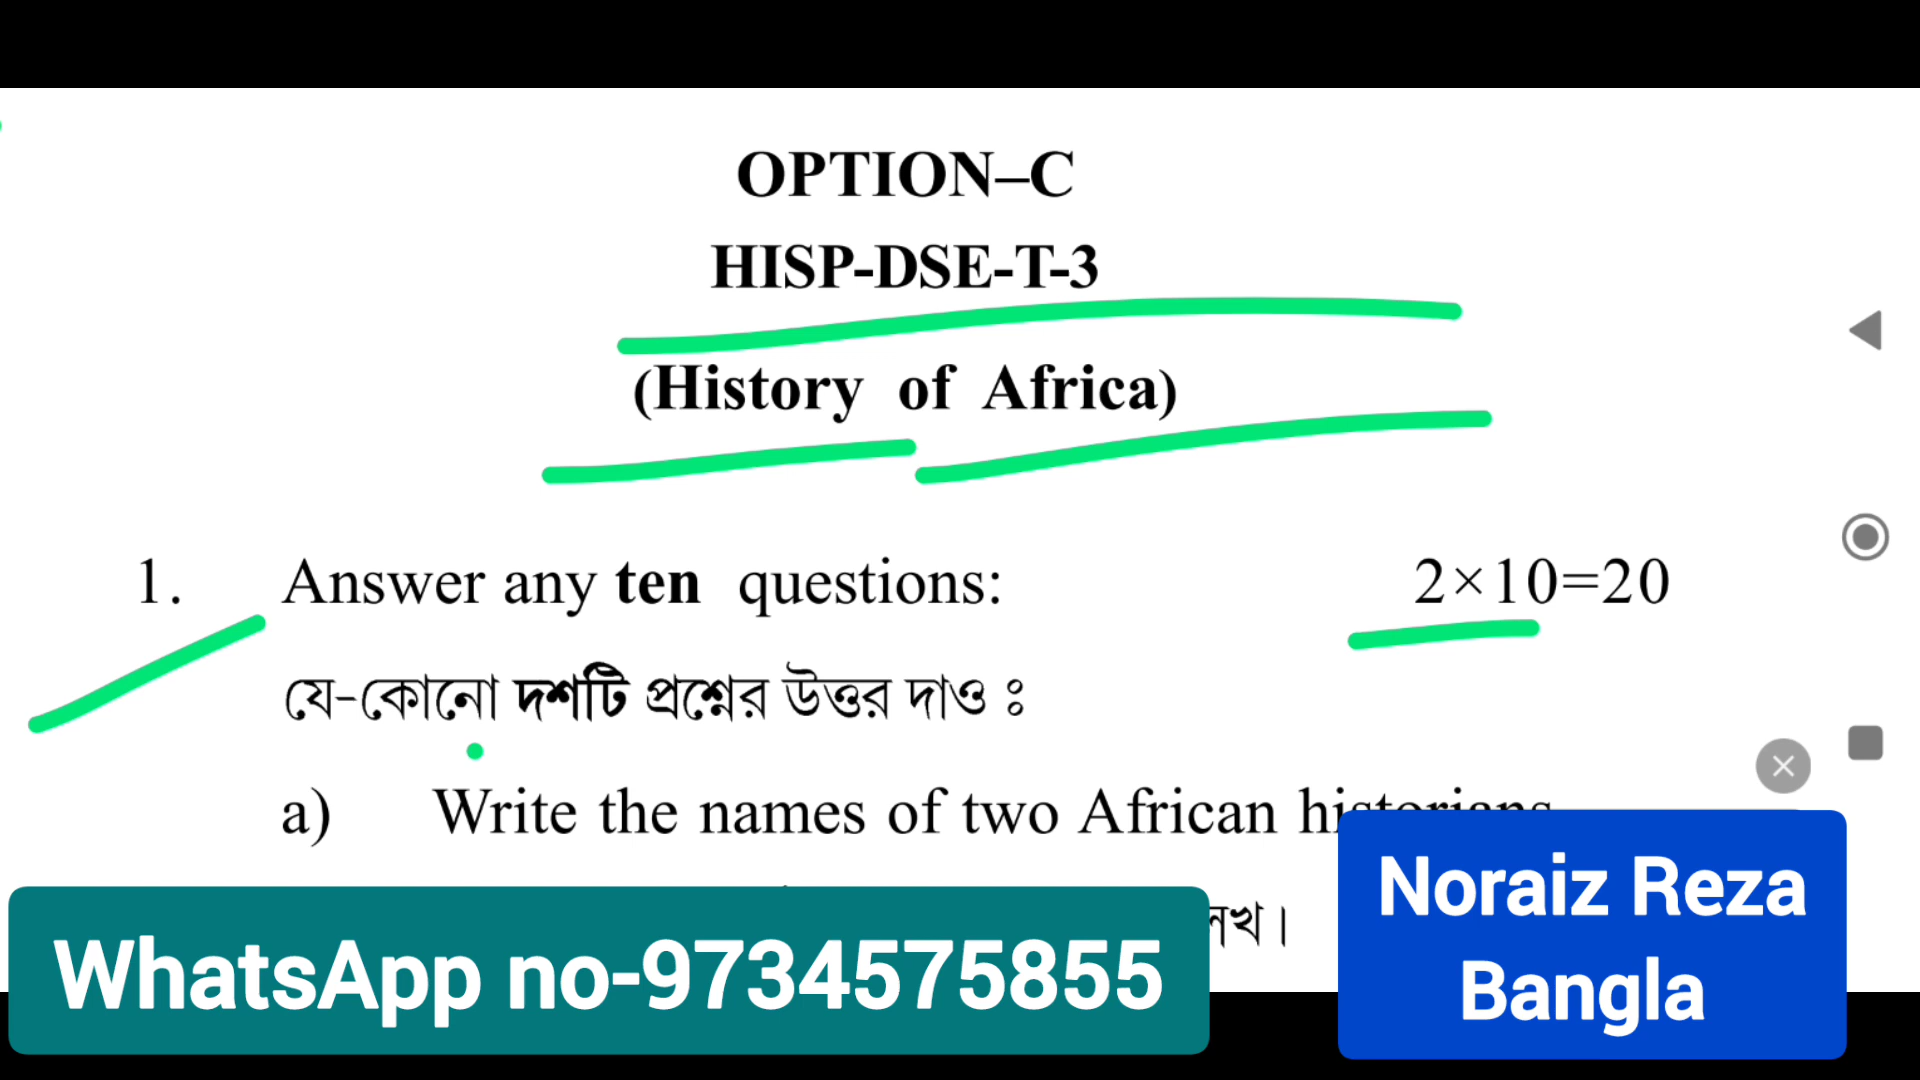 OPTION–C
HISP-DSE-T-3
(History of Africa)
1. Answer any ten questions: 2×10=20
যে-কোনো দশটি প্রশ্নের উত্তর দাও ঃ
a) Write the names of two African historians
WhatsApp no-9734575855
Noraiz Reza
Bangla